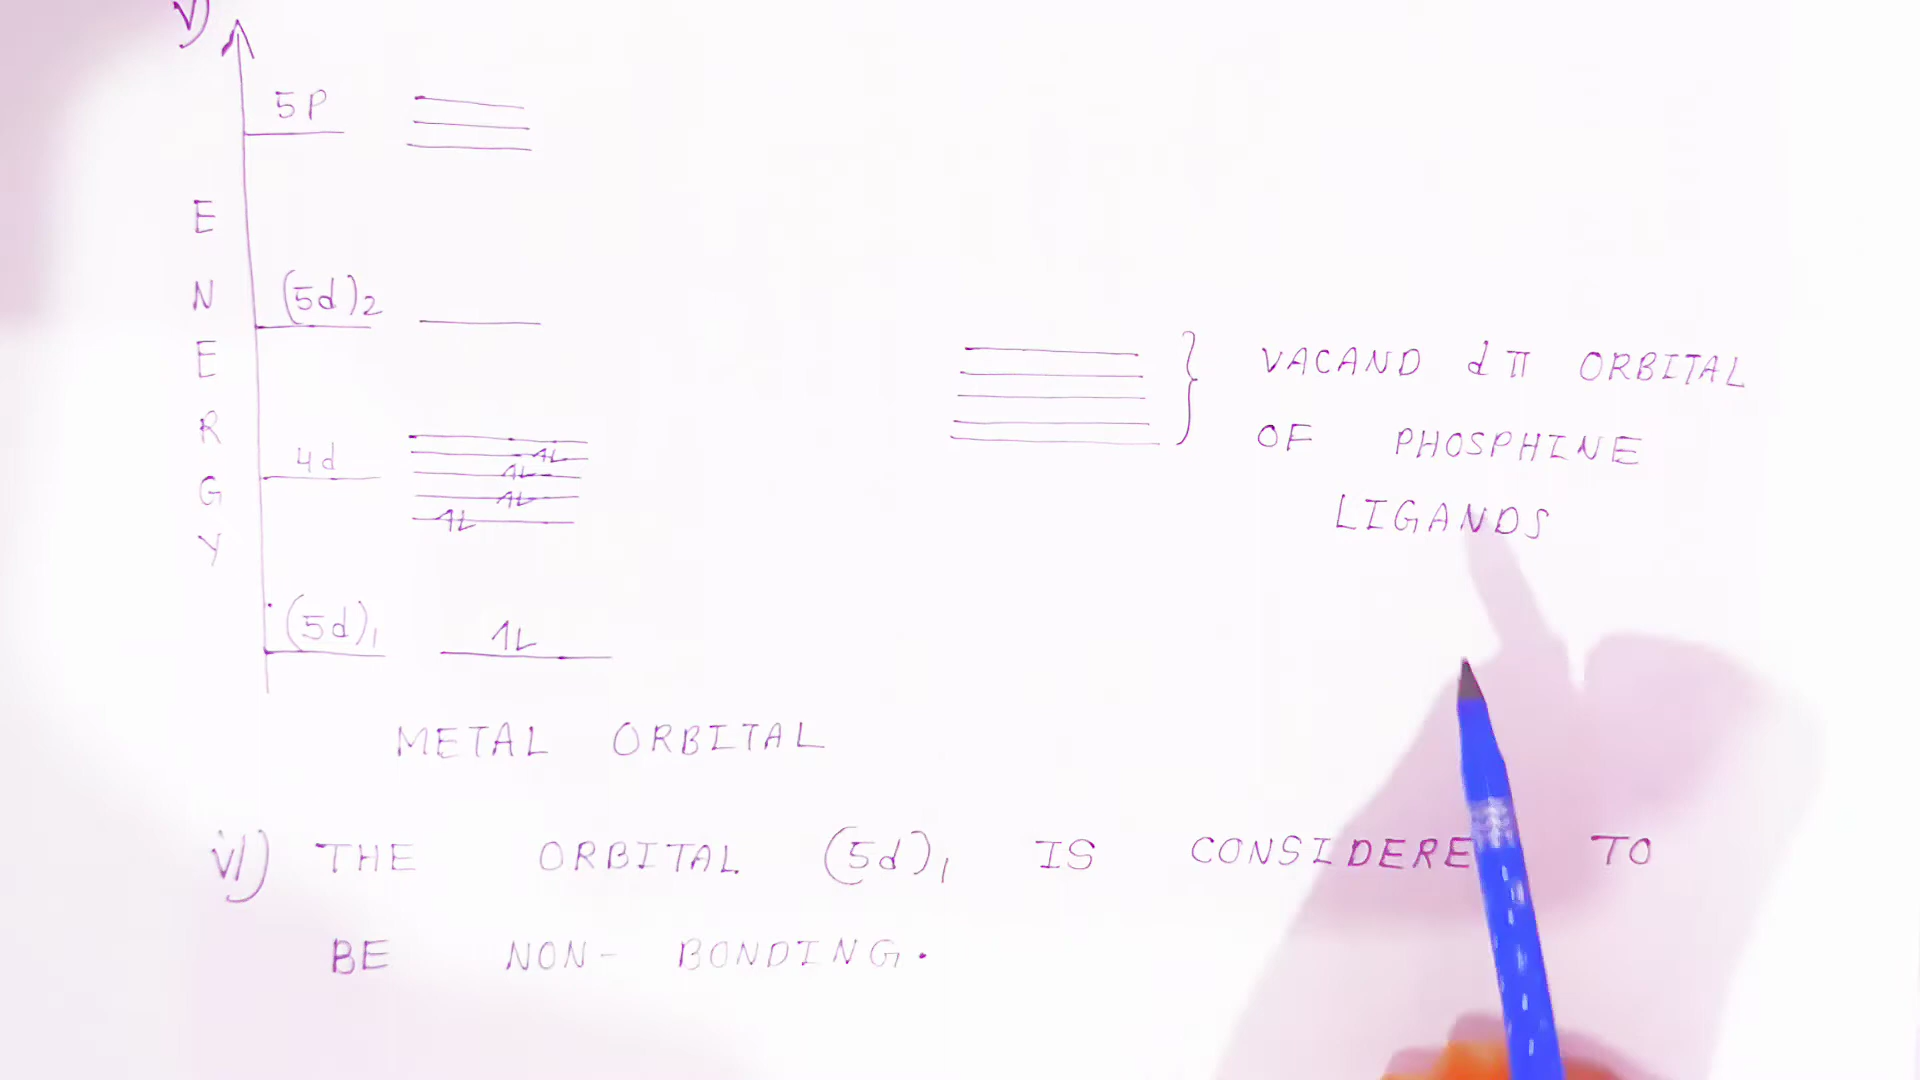 v)
5P
ENERGY
(5d)2
4d
(5d)1
VACAND dπ ORBITAL
OF PHOSPHINE
LIGANDS
METAL ORBITAL
vi) THE ORBITAL (5d)1 IS CONSIDERE TO
BE NON-BONDING.